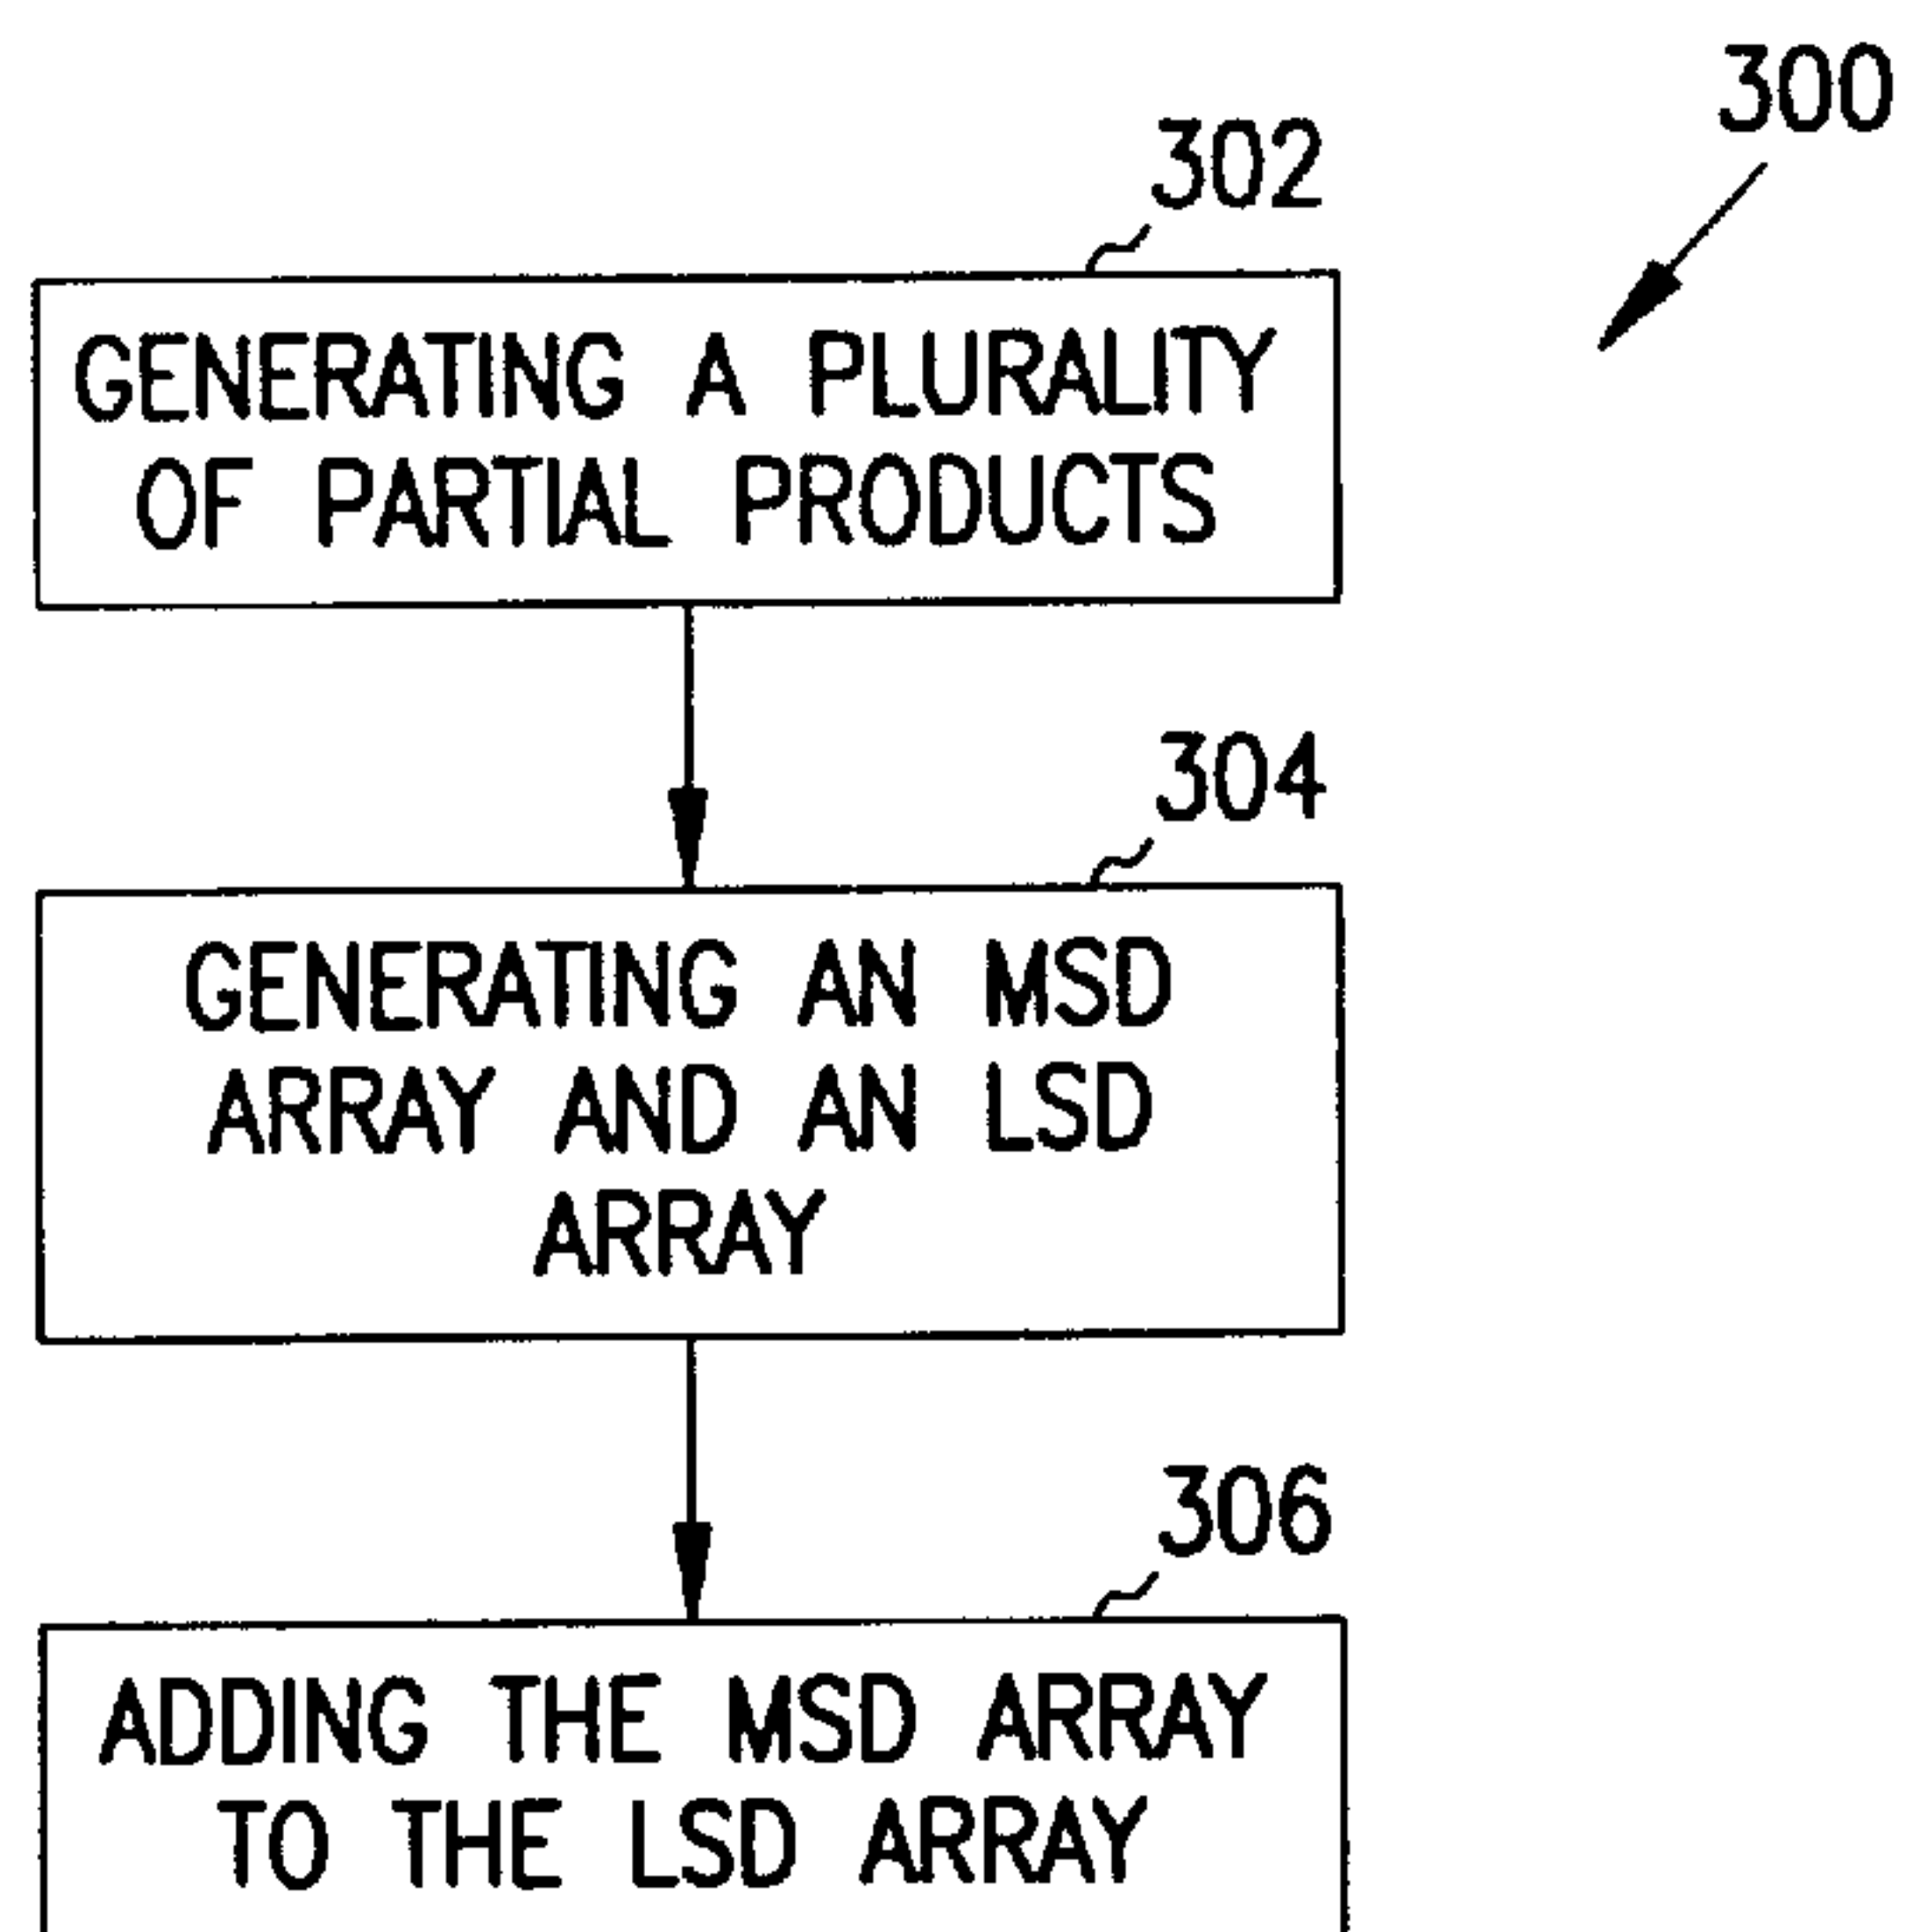 300
302
GENERATING A PLURALITY
OF PARTIAL PRODUCTS
304
GENERATING AN MSD
ARRAY AND AN LSD
ARRAY
306
ADDING THE MSD ARRAY
TO THE LSD ARRAY